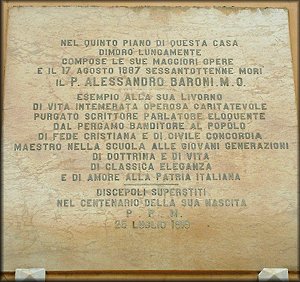 NEL QUINTO PIANO DI QUESTA CASA
DIMORÒ LUNGAMENTE
COMPOSE LE SUE MAGGIORI OPERE
E IL 17 AGOSTO 1887 SESSANTOTTENNE MORÌ
IL P. ALESSANDRO BARONI. M. O.
ESEMPIO ALLA SUA LIVORNO
DI VITA INTEMERATA OPEROSA CARITATEVOLE
PURGATO SCRITTORE PARLATORE ELOQUENTE
DAL PERGAMO BANDITORE AL POPOLO
DI FEDE CRISTIANA E DI CIVILE CONCORDIA
MAESTRO NELLA SCUOLA ALLE GIOVANI GENERAZIONI
DI DOTTRINA E DI VITA
DI CLASSICA ELEGANZA
E DI AMORE ALLA PATRIA ITALIANA
DISCEPOLI SUPERSTITI
NEL CENTENARIO DELLA SUA NASCITA
P. P. M.
25 LUGLIO 1919